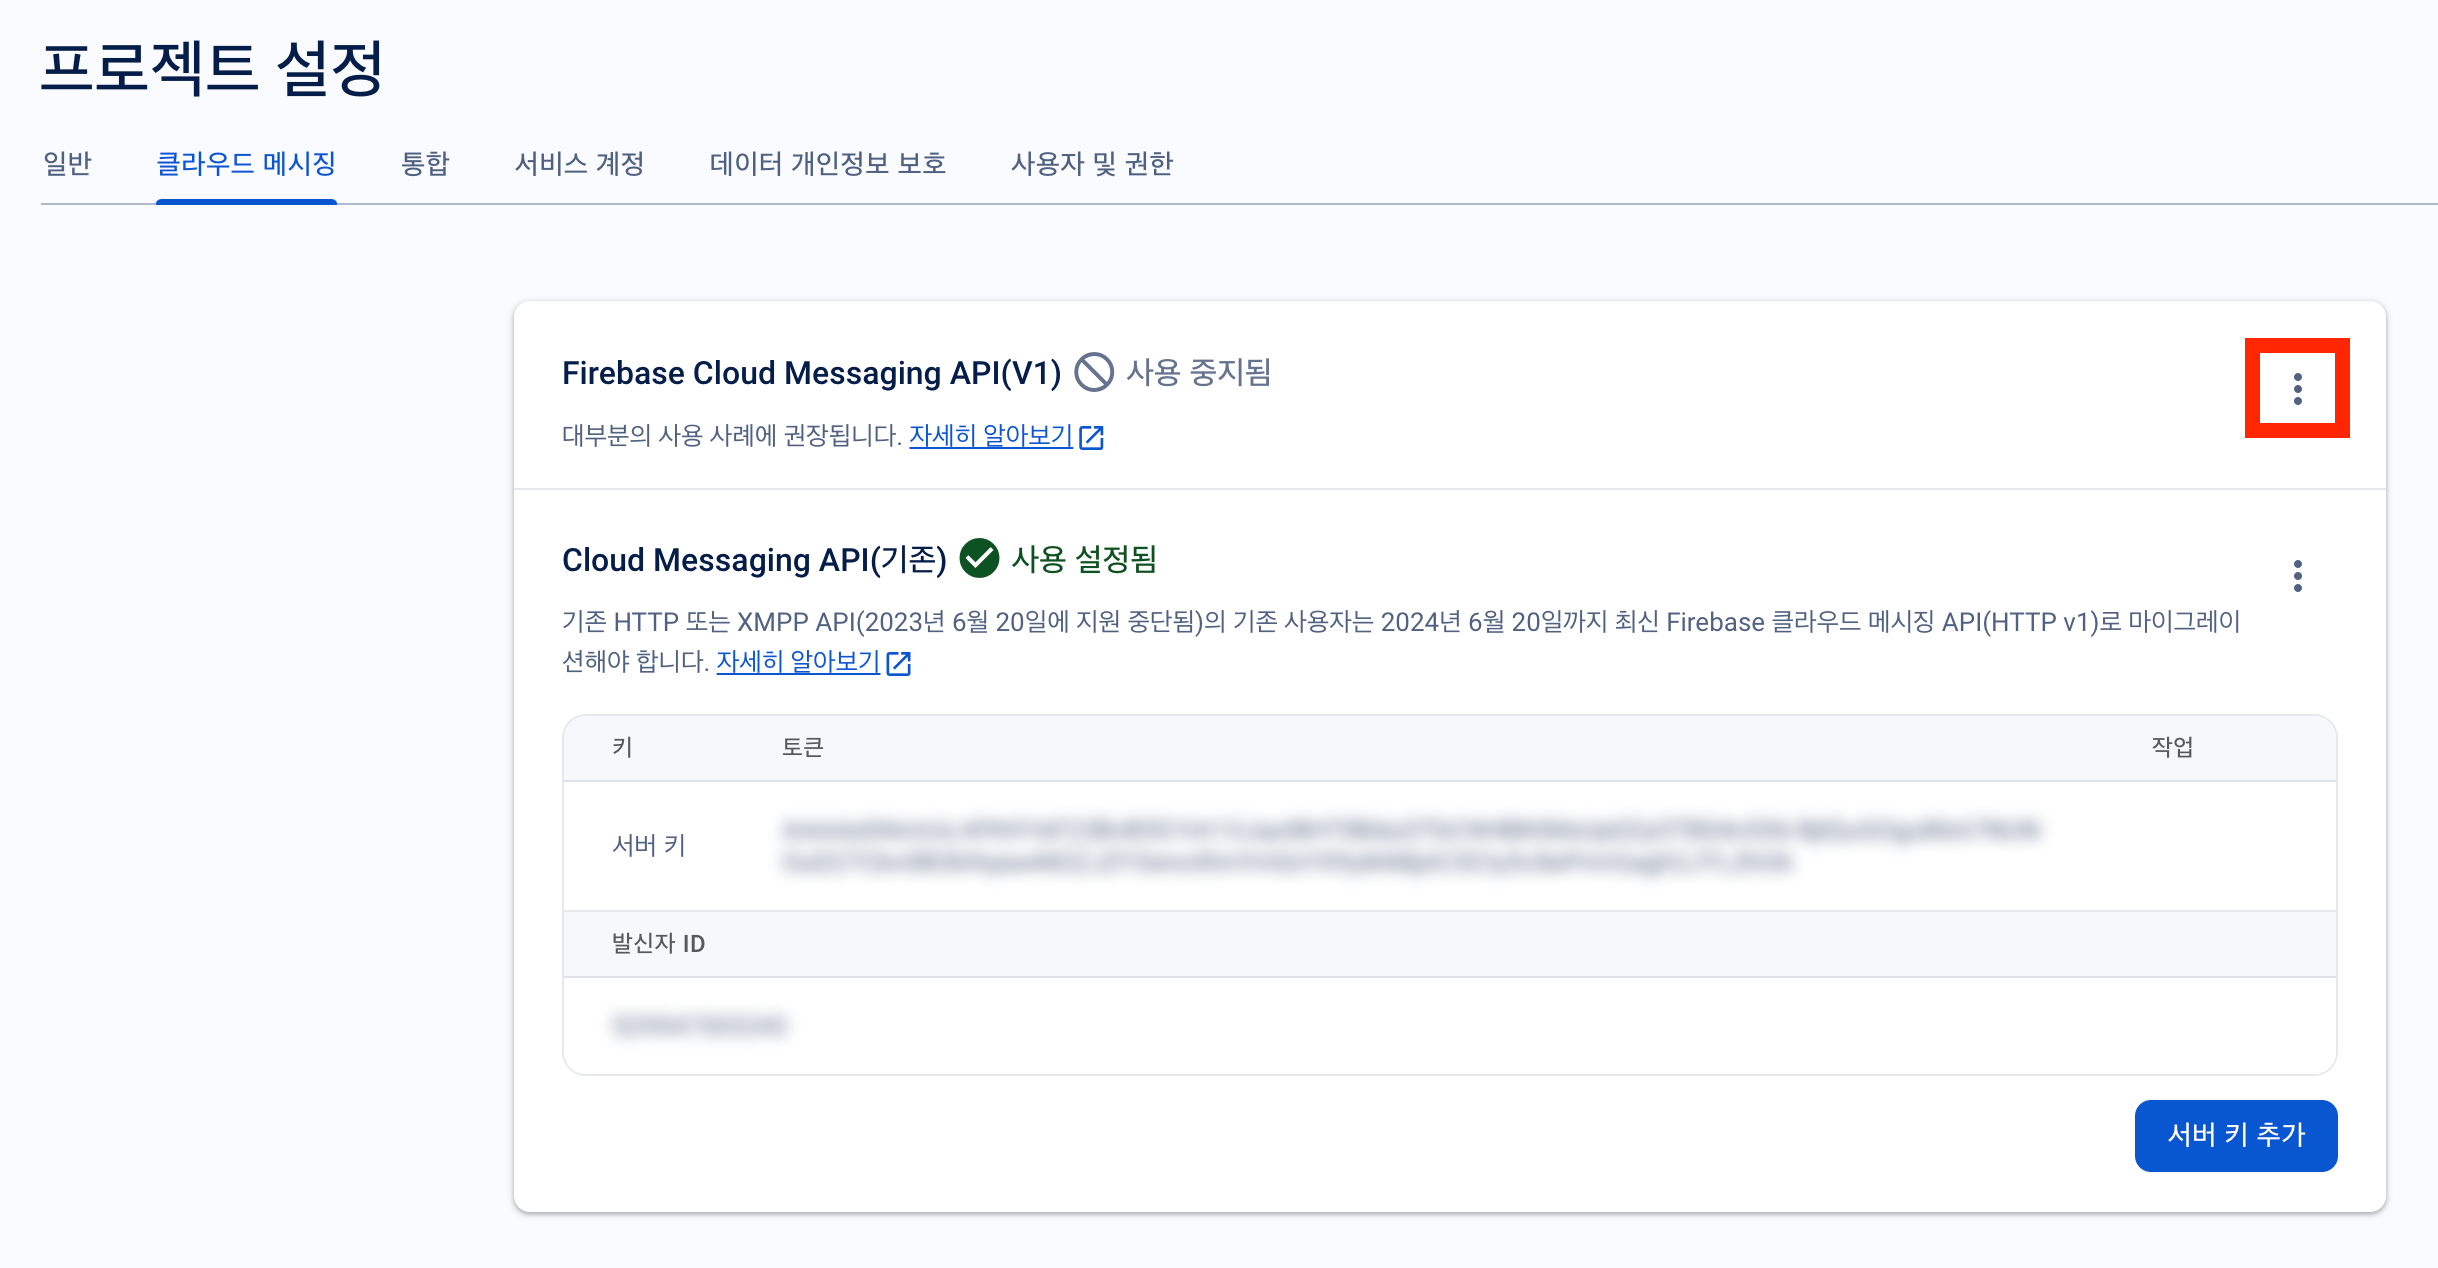 프로젝트 설정
일반 클라우드 메시징 통합 서비스 계정 데이터 개인정보 보호 사용자 및 권한
Firebase Cloud Messaging API(V1) 사용 중지됨
대부분의 사용 사례에 권장됩니다. 자세히 알아보기
Cloud Messaging API(기존) 사용 설정됨
기존 HTTP 또는 XMPP API(2023년 6월 20일에 지원 중단됨)의 기존 사용자는 2024년 6월 20일까지 최신 Firebase 클라우드 메시징 API(HTTP v1)로 마이그레이
션해야 합니다. 자세히 알아보기
키 토큰 작업
서버 키
발신자 ID
서버 키 추가